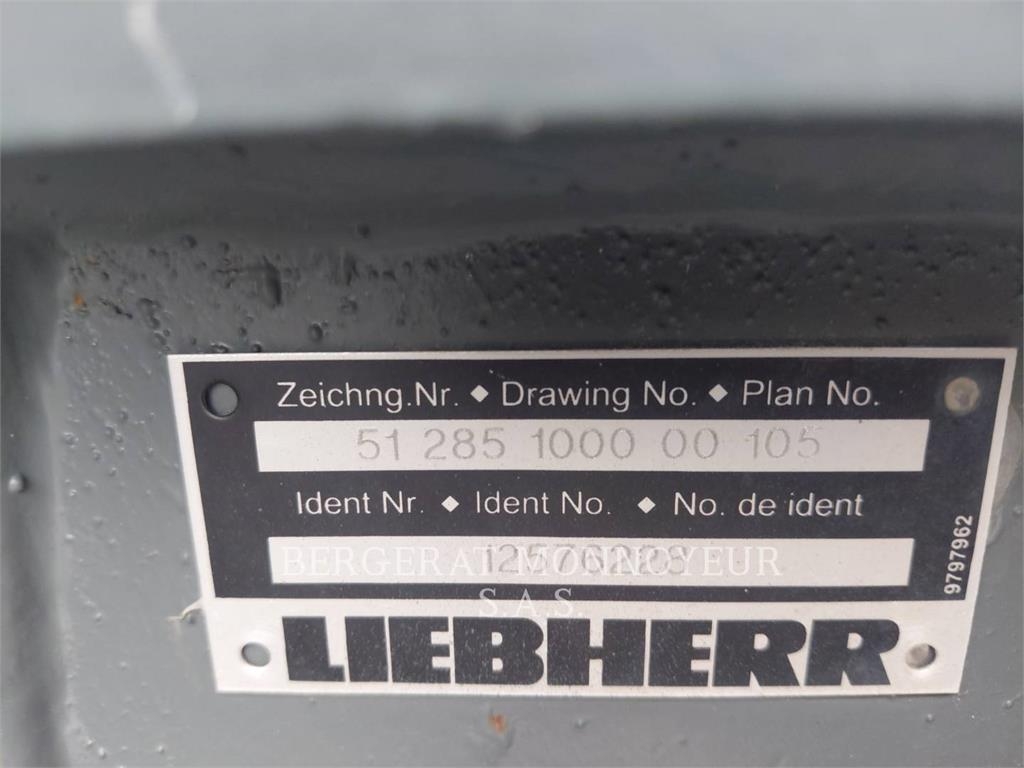 Zeichng.Nr. ◆ Drawing No. ◆ Plan No.
51 285 1000 00 105
Ident Nr. ◆ Ident No. ◆ No. de ident
BERGERAT MONNOYEUR
S.A.S.
LIEBHERR
9797962